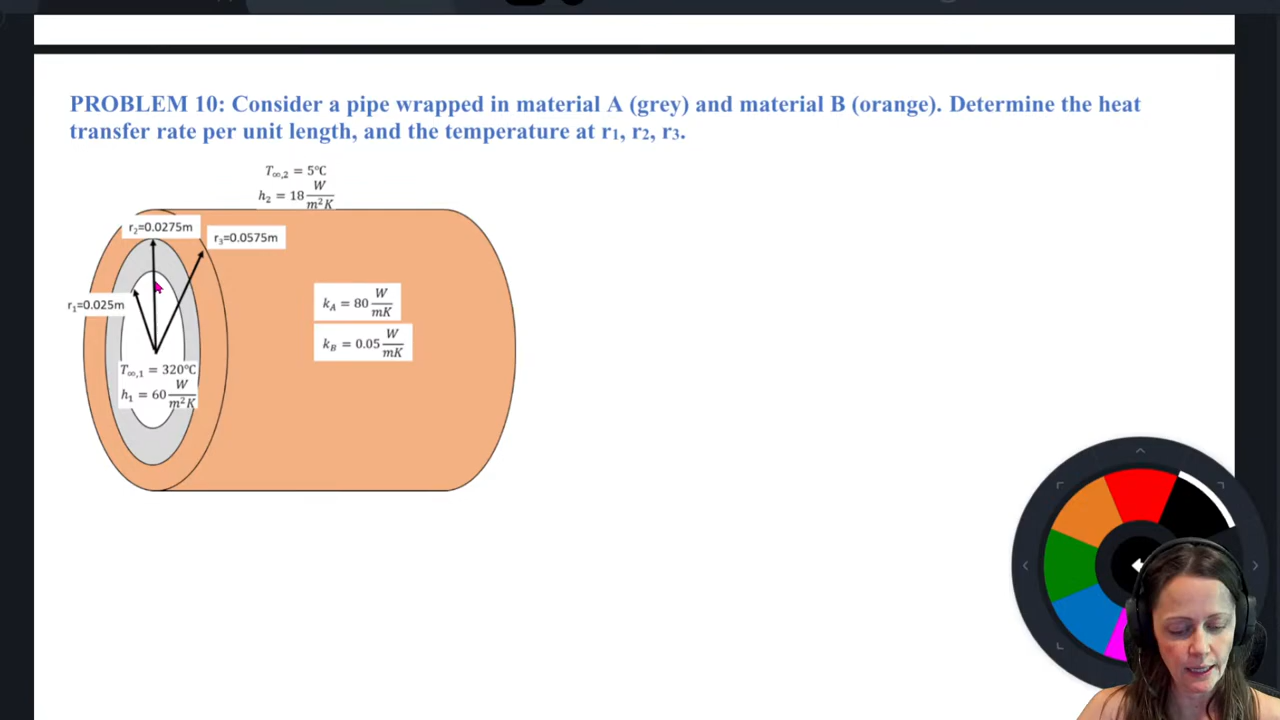 PROBLEM 10: Consider a pipe wrapped in material A (grey) and material B (orange). Determine the heat
transfer rate per unit length, and the temperature at r₁, r₂, r₃.
T∞,₂ = 5°C
h₂ = 18 W/m²K
r₂=0.0275m
r₃=0.0575m
r₁=0.025m
k_A = 80 W/mK
k_B = 0.05 W/mK
T∞,₁ = 320°C
h₁ = 60 W/m²K